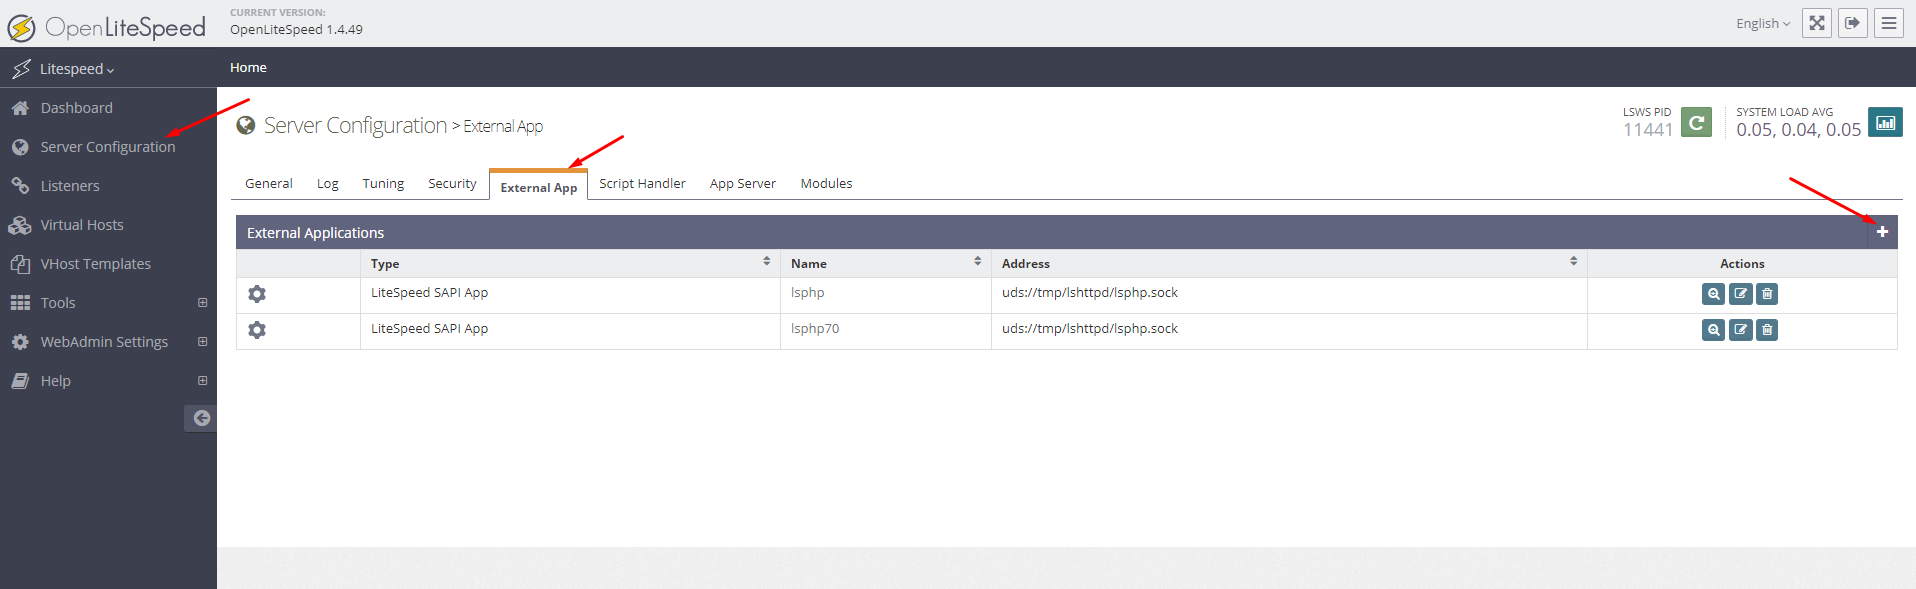 OpenLiteSpeed
CURRENT VERSION:
OpenLiteSpeed 1.4.49
English
Litespeed
Home
Dashboard
Server Configuration
Listeners
Virtual Hosts
VHost Templates
Tools
WebAdmin Settings
Help
Server Configuration > External App
LSWS PID
11441
SYSTEM LOAD AVG
0.05, 0.04, 0.05
General Log Tuning Security External App Script Handler App Server Modules
External Applications
Type Name Address Actions
LiteSpeed SAPI App lsphp uds://tmp/lshttpd/lsphp.sock
LiteSpeed SAPI App lsphp70 uds://tmp/lshttpd/lsphp.sock